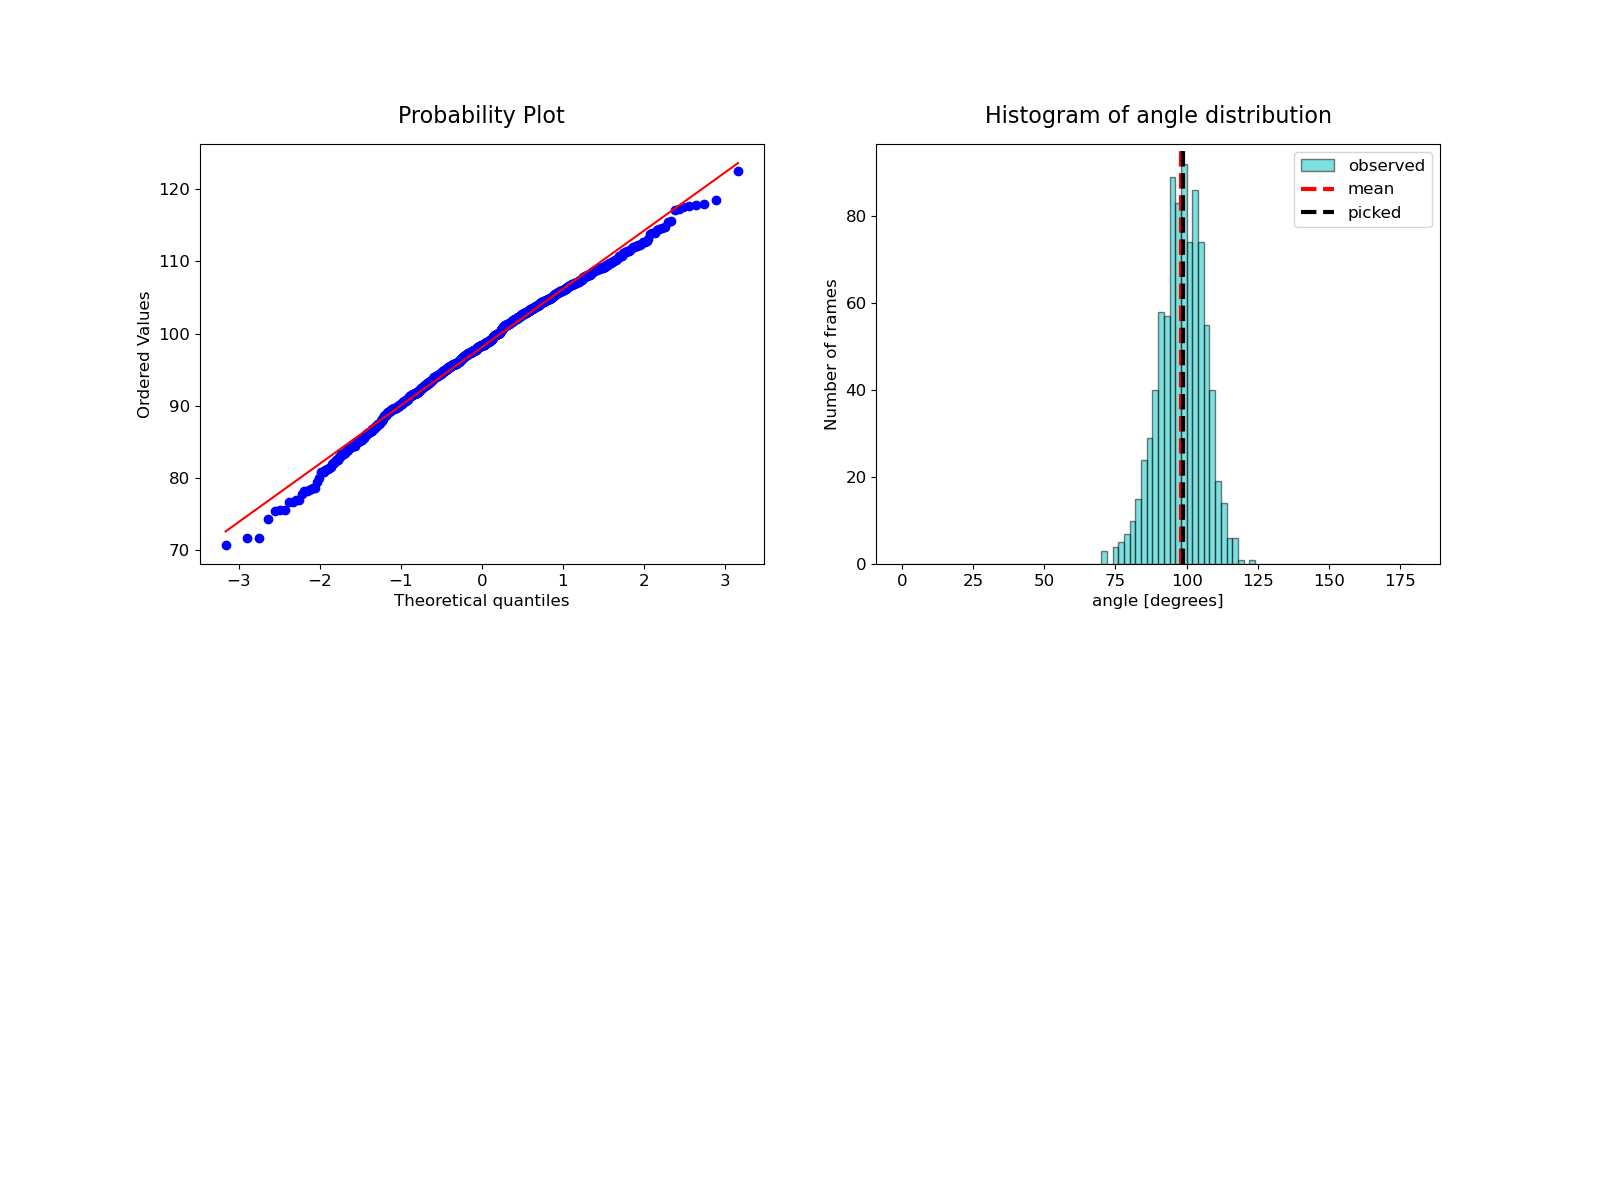 Probability Plot
Ordered Values
120
110
100
90
80
70
−3 −2 −1 0 1 2 3
Theoretical quantiles
Histogram of angle distribution
observed
mean
picked
Number of frames
80
60
40
20
0
0 25 50 75 100 125 150 175
angle [degrees]